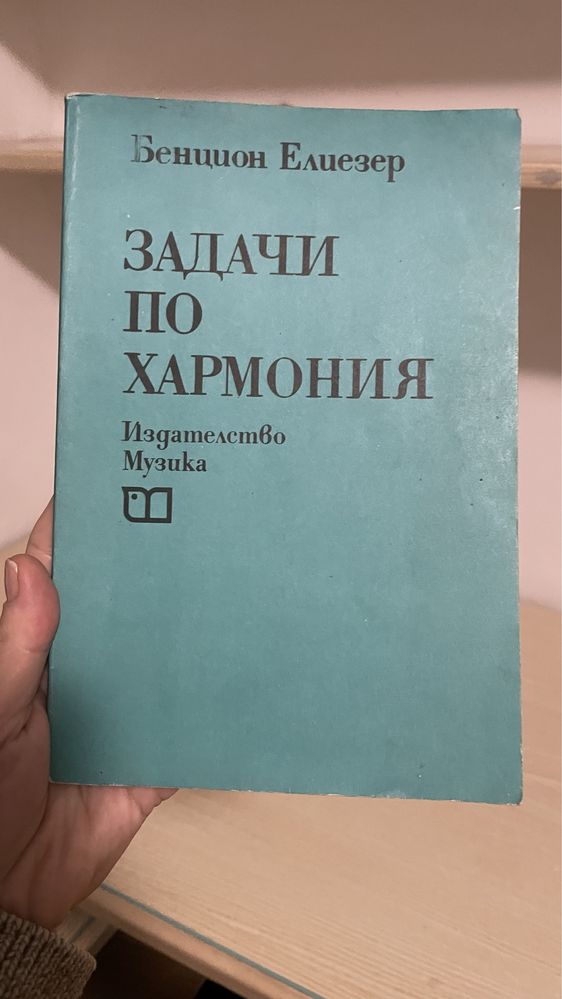 Бенцион Елиезер
ЗАДАЧИ
ПО
ХАРМОНИЯ
Издателство
Музика